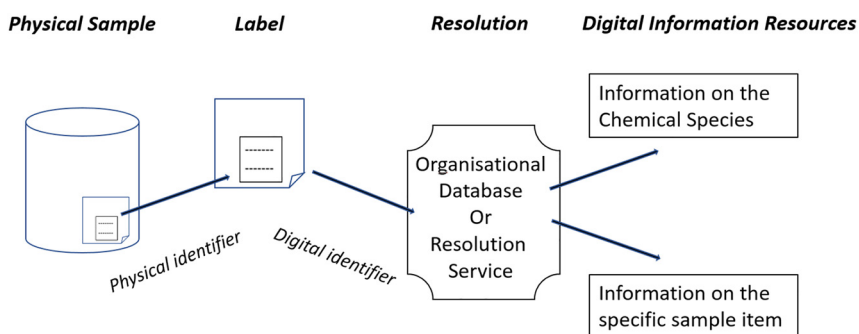 Physical Sample
Label
Resolution
Digital Information Resources
Information on the
Chemical Species
Organisational
Database
Or
Resolution
Service
Physical identifier
Digital identifier
Information on the
specific sample item